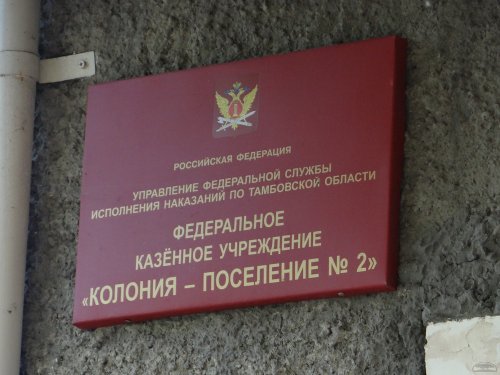 РОССИЙСКАЯ ФЕДЕРАЦИЯ
УПРАВЛЕНИЕ ФЕДЕРАЛЬНОЙ СЛУЖБЫ
ИСПОЛНЕНИЯ НАКАЗАНИЙ ПО ТАМБОВСКОЙ ОБЛАСТИ
ФЕДЕРАЛЬНОЕ
КАЗЁННОЕ УЧРЕЖДЕНИЕ
«КОЛОНИЯ – ПОСЕЛЕНИЕ № 2»